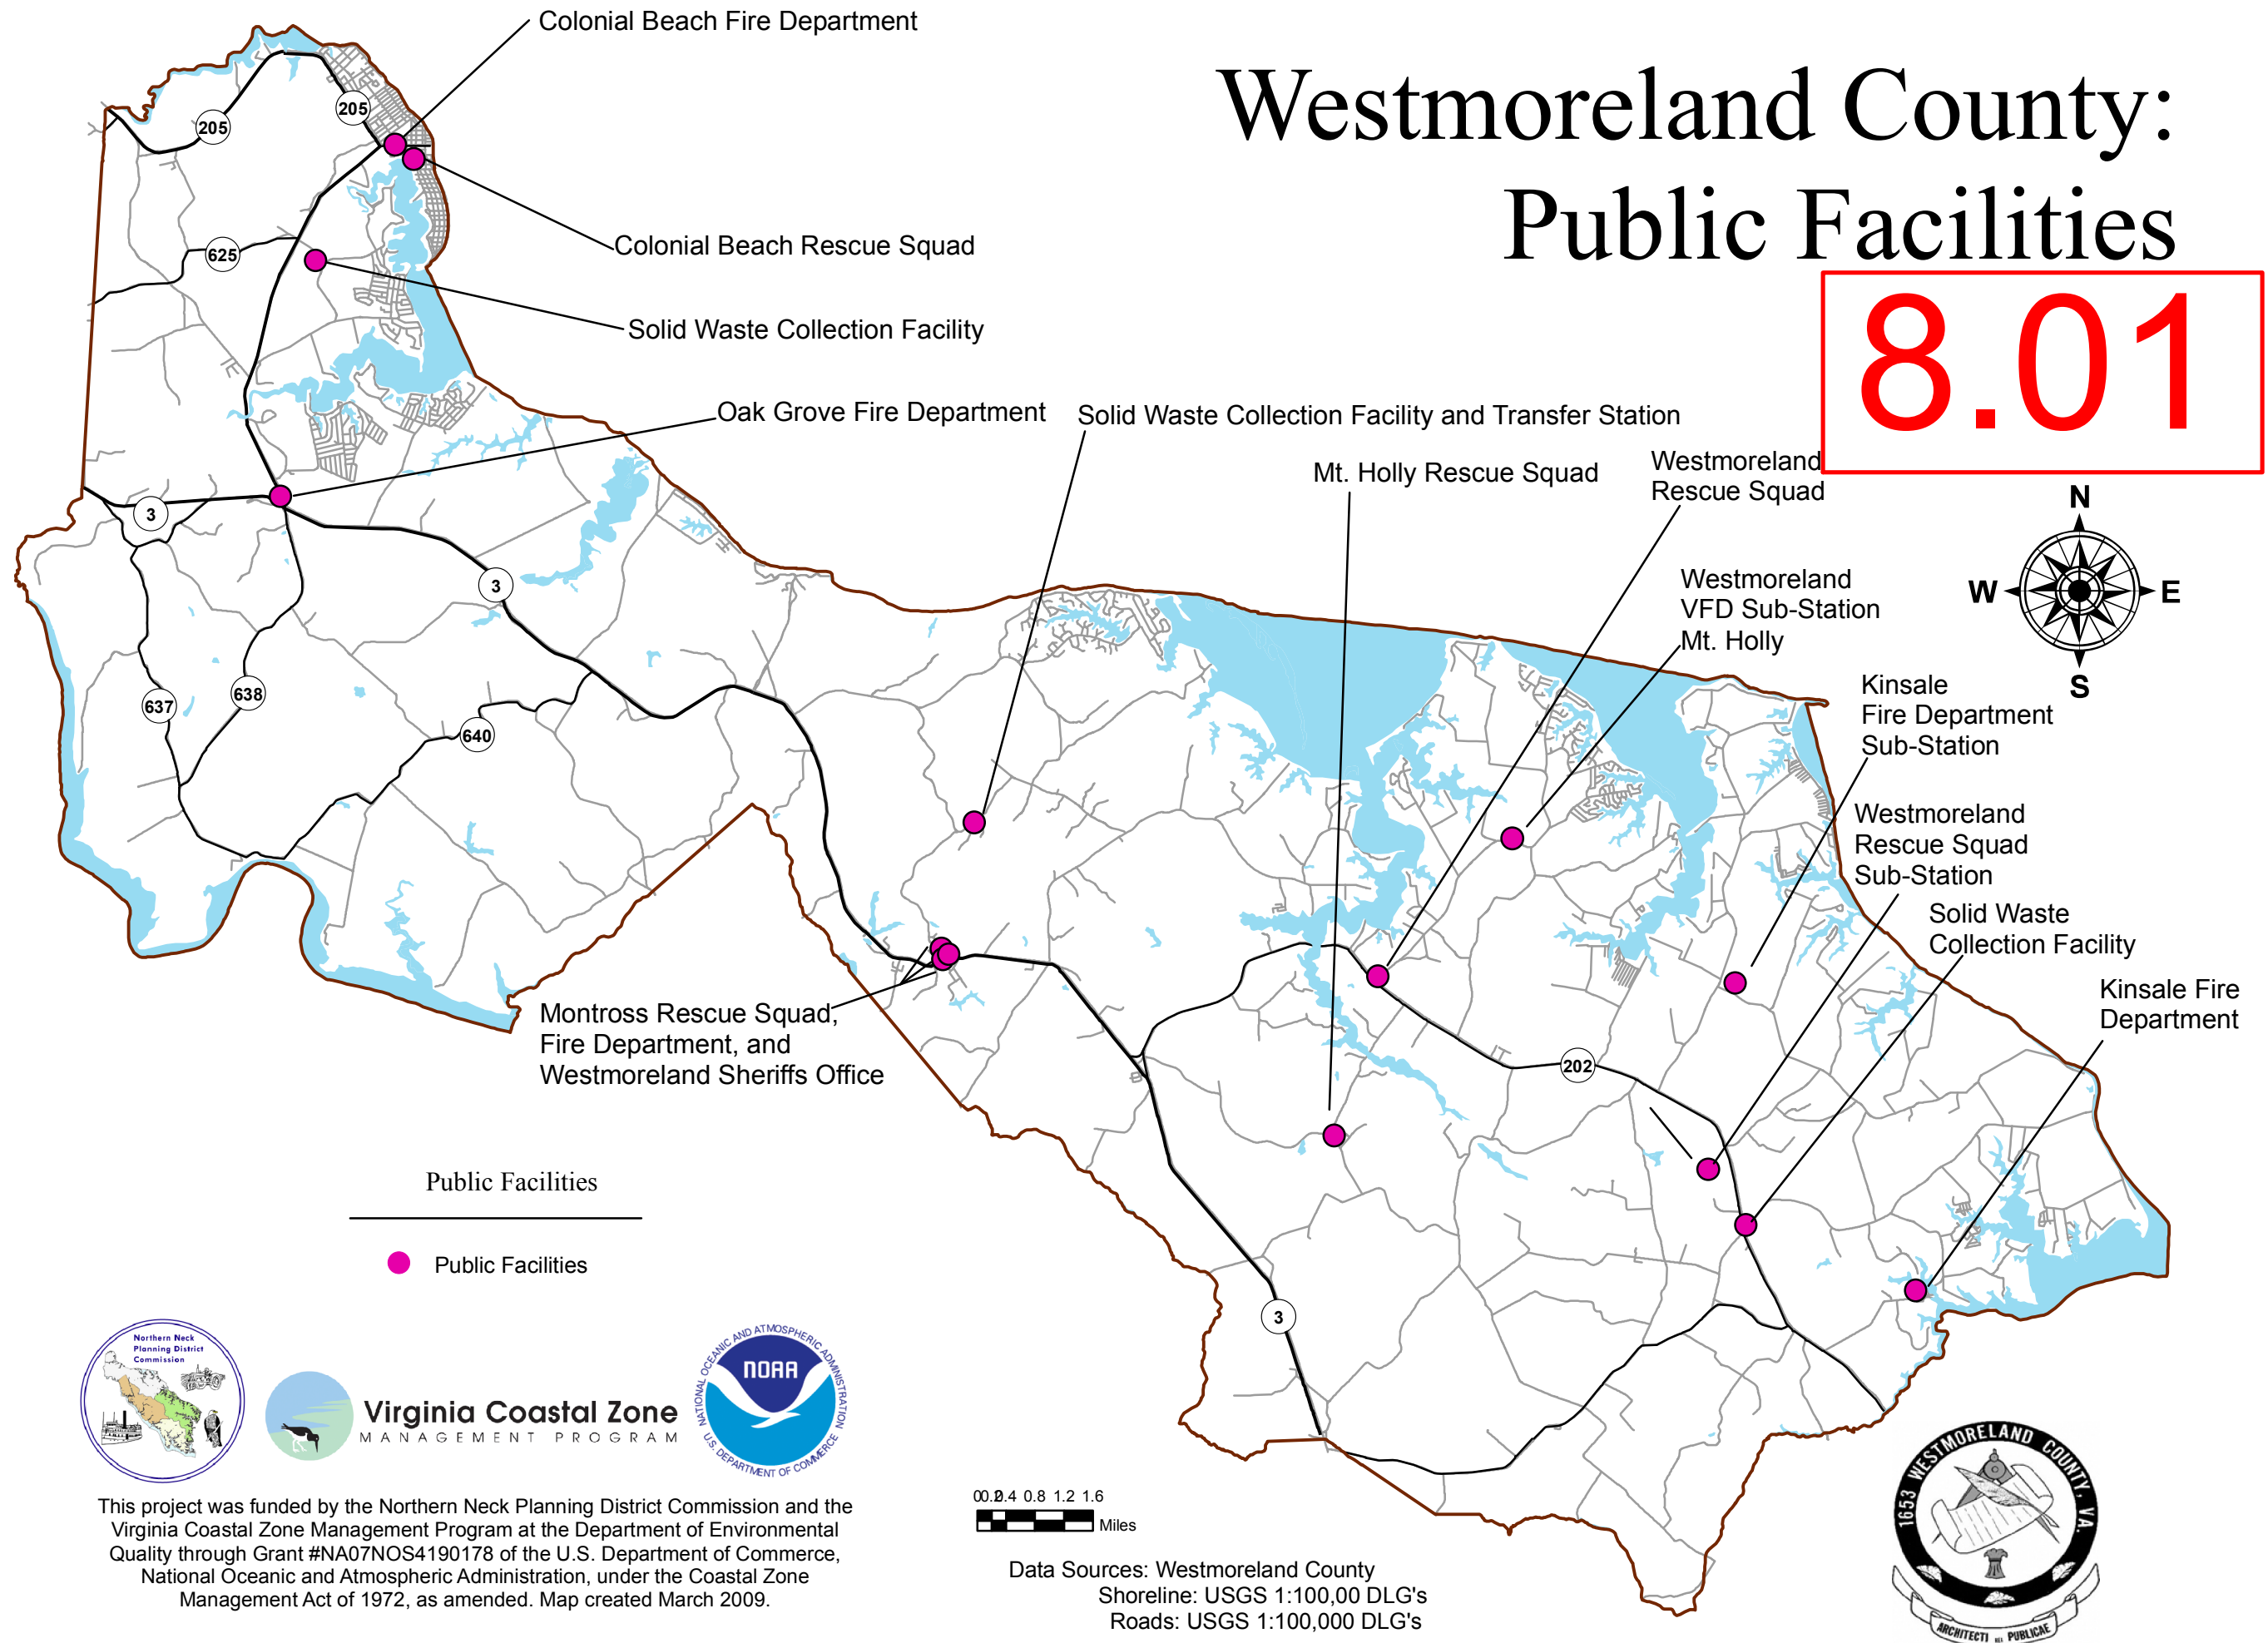 Colonial Beach Fire Department
Westmoreland County:
Public Facilities
8.01
205
205
Colonial Beach Rescue Squad
625
Solid Waste Collection Facility
Oak Grove Fire Department
Solid Waste Collection Facility and Transfer Station
Mt. Holly Rescue Squad
Westmoreland
Rescue Squad
N
W
E
S
3
3
Westmoreland
VFD Sub-Station
Mt. Holly
Kinsale
Fire Department
Sub-Station
637
638
640
Westmoreland
Rescue Squad
Sub-Station
Solid Waste
Collection Facility
Kinsale Fire
Department
Montross Rescue Squad,
Fire Department, and
Westmoreland Sheriffs Office
202
3
Public Facilities
Public Facilities
Northern Neck
Planning District
Commission
Virginia Coastal Zone
MANAGEMENT PROGRAM
NATIONAL OCEANIC AND ATMOSPHERIC ADMINISTRATION
NOAA
U.S. DEPARTMENT OF COMMERCE
This project was funded by the Northern Neck Planning District Commission and the
Virginia Coastal Zone Management Program at the Department of Environmental
Quality through Grant #NA07NOS4190178 of the U.S. Department of Commerce,
National Oceanic and Atmospheric Administration, under the Coastal Zone
Management Act of 1972, as amended. Map created March 2009.
0 0.2 0.4 0.8 1.2 1.6
Miles
Data Sources: Westmoreland County
Shoreline: USGS 1:100,00 DLG's
Roads: USGS 1:100,000 DLG's
1653 WESTMORELAND COUNTY, VA.
ARCHITECTI REI PUBLICAE